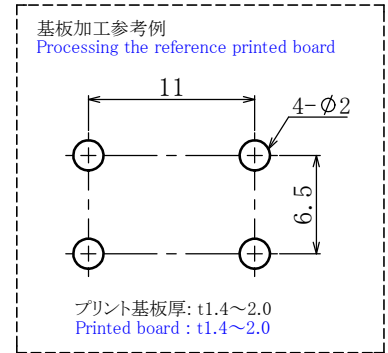 基板加工参考例
Processing the reference printed board
11
4-Φ2
6.5
プリント基板厚: t1.4～2.0
Printed board : t1.4～2.0